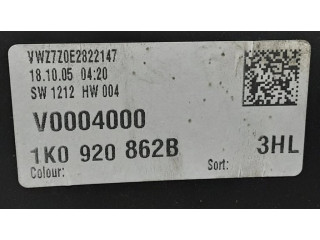 VWZ7Z0E2822147
18.10.05 04:20
SW 1212 HW 004
V0004000
1K0 920 862B 3HL
Colour: Sort: